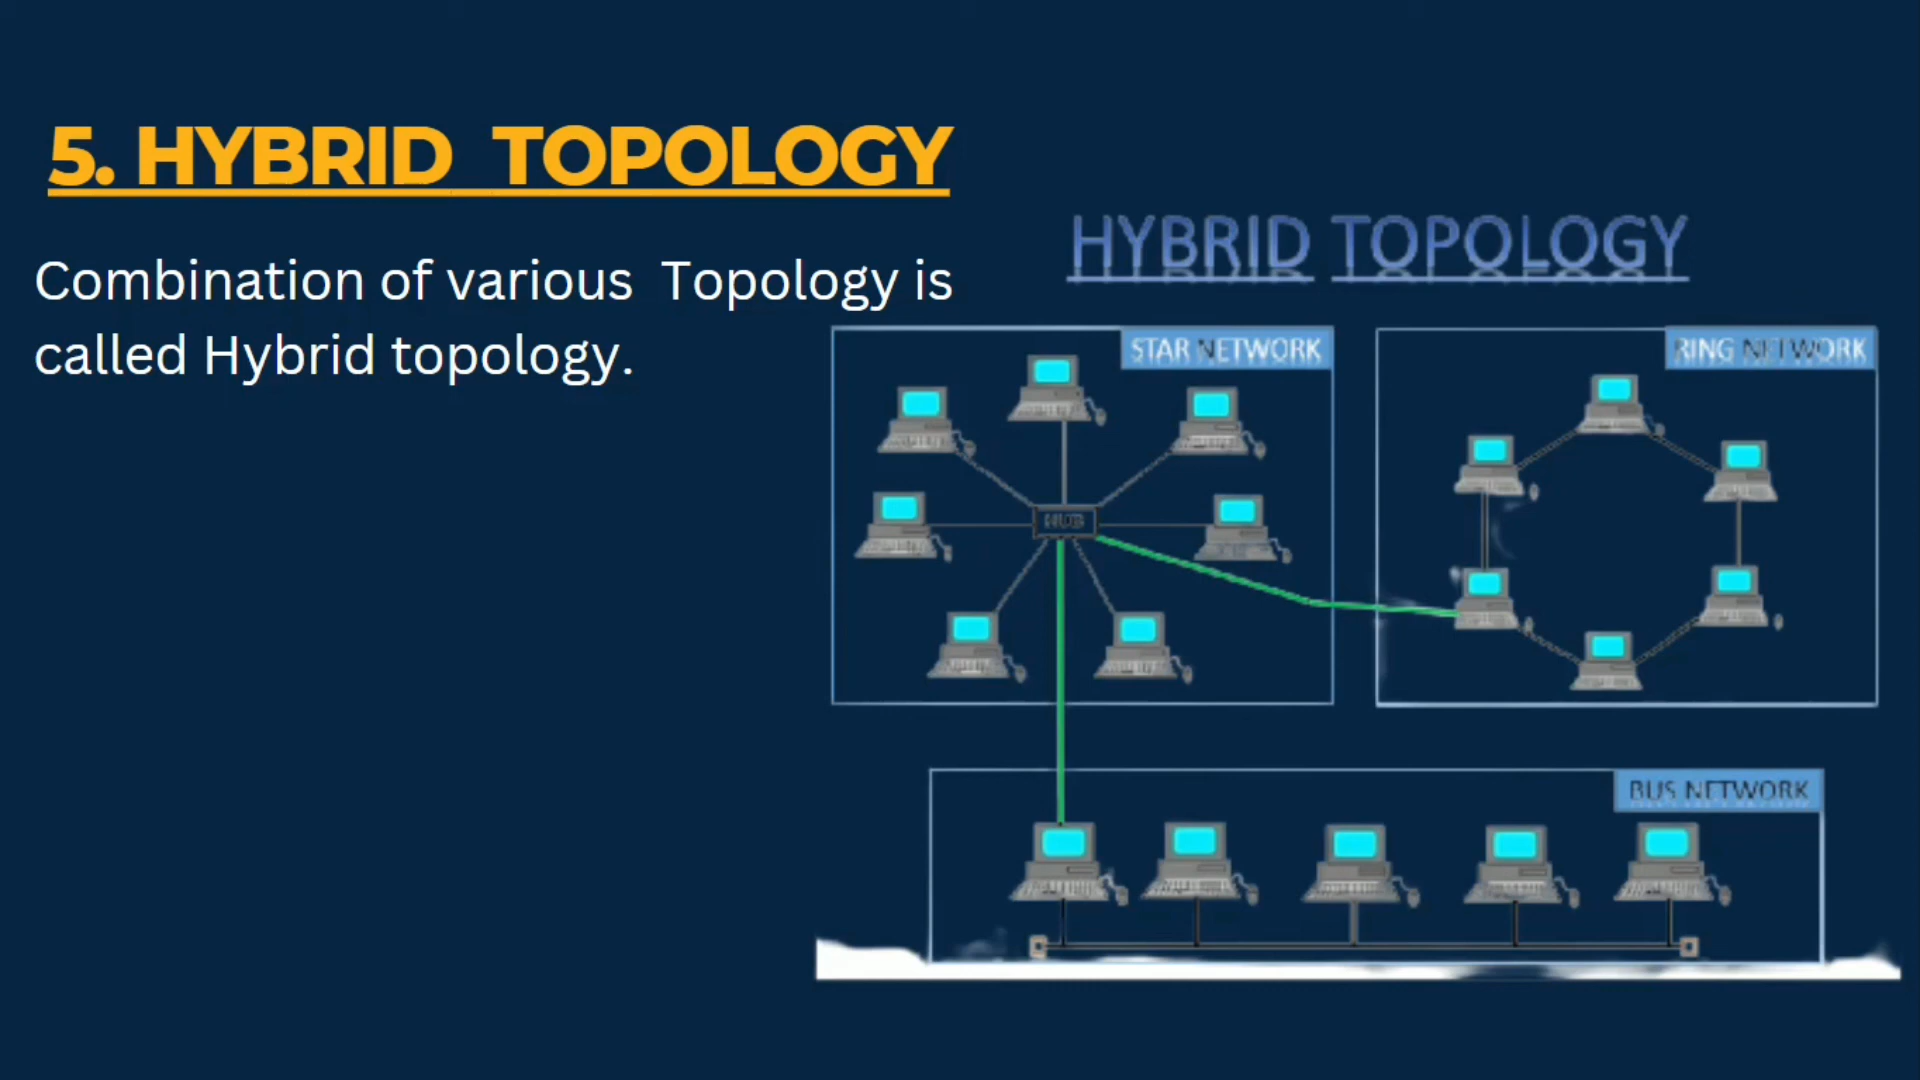 5. HYBRID TOPOLOGY
Combination of various Topology is
called Hybrid topology.
HYBRID TOPOLOGY
STAR NETWORK
RING NETWORK
HUB
BUS NETWORK